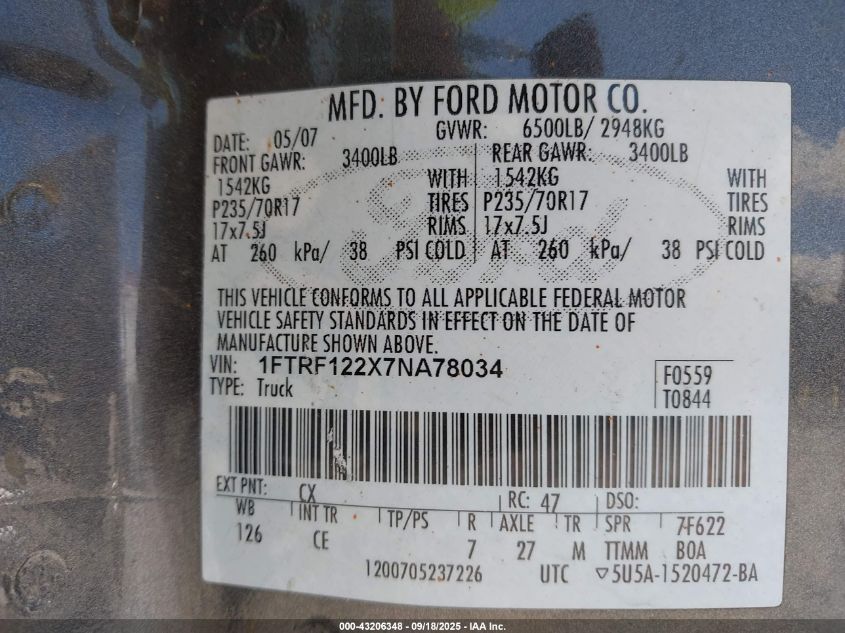 MFD. BY FORD MOTOR CO.
DATE: 05/07 GVWR: 6500LB/ 2948KG
FRONT GAWR: 3400LB REAR GAWR: 3400LB
1542KG WITH 1542KG WITH
P235/70R17 TIRES P235/70R17 TIRES
17x7.5J RIMS 17x7.5J RIMS
AT 260 kPa/ 38 PSI COLD AT 260 kPa/ 38 PSI COLD
Ford
THIS VEHICLE CONFORMS TO ALL APPLICABLE FEDERAL MOTOR
VEHICLE SAFETY STANDARDS IN EFFECT ON THE DATE OF
MANUFACTURE SHOWN ABOVE.
VIN: 1FTRF122X7NA78034
TYPE: Truck
F0559
T0844
EXT PNT: CX RC: 47 DSO:
WB INT TR TP/PS R AXLE TR SPR 7F622
126 CE 7 27 M TTMM BOA
1200705237226 UTC ▽5U5A-1520472-BA
000-43206348 - 09/18/2025 - IAA Inc.